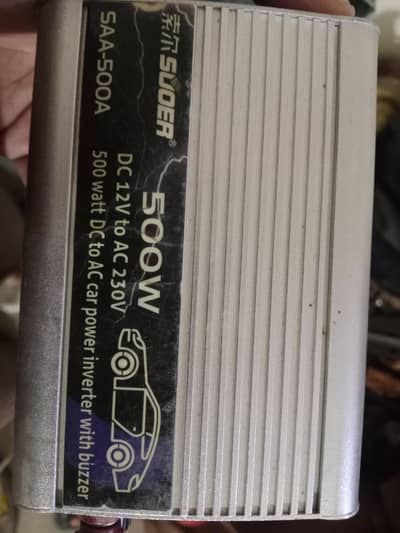 索尔SUOER®
SAA-500A
500W
DC 12V to AC 230V
500 watt DC to AC car power inverter with buzzer